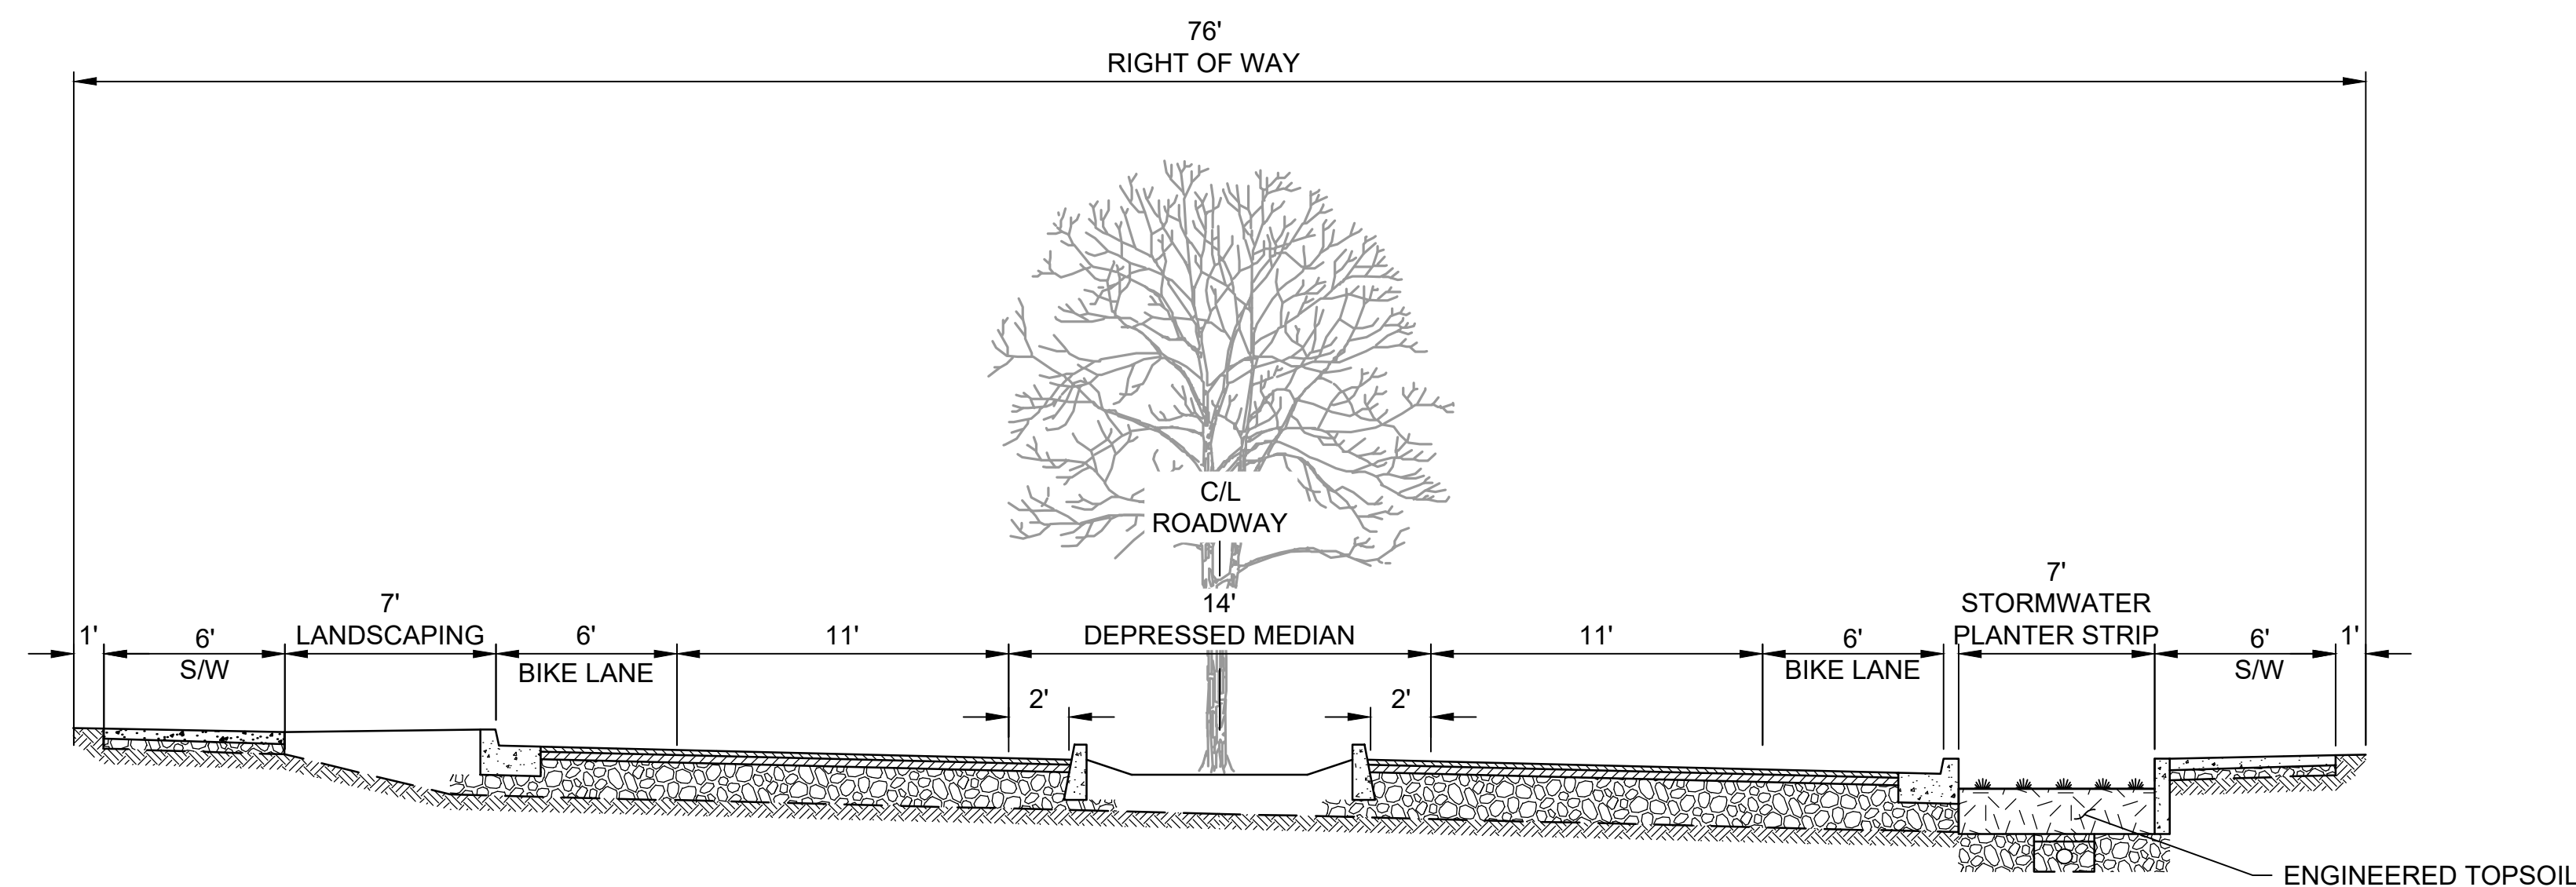 76'
RIGHT OF WAY
C/L
ROADWAY
1'
6'
S/W
7'
LANDSCAPING
6'
BIKE LANE
11'
14'
DEPRESSED MEDIAN
2'
2'
11'
6'
BIKE LANE
7'
STORMWATER
PLANTER STRIP
6'
S/W
1'
ENGINEERED TOPSOIL